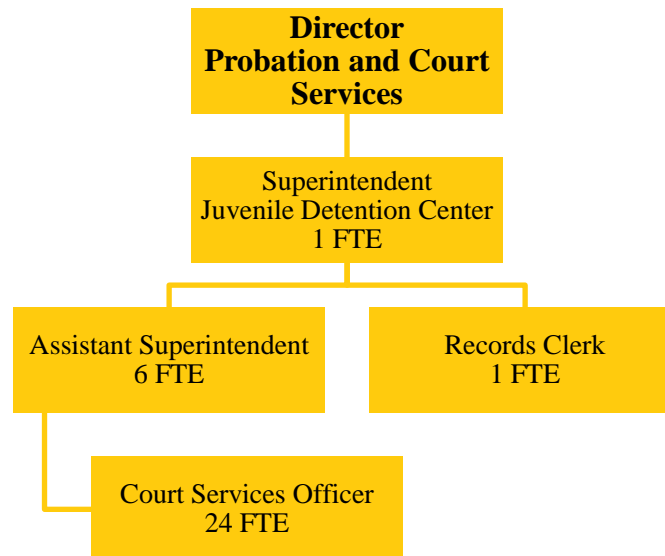 Director
Probation and Court
Services
Superintendent
Juvenile Detention Center
1 FTE
Assistant Superintendent
6 FTE
Records Clerk
1 FTE
Court Services Officer
24 FTE